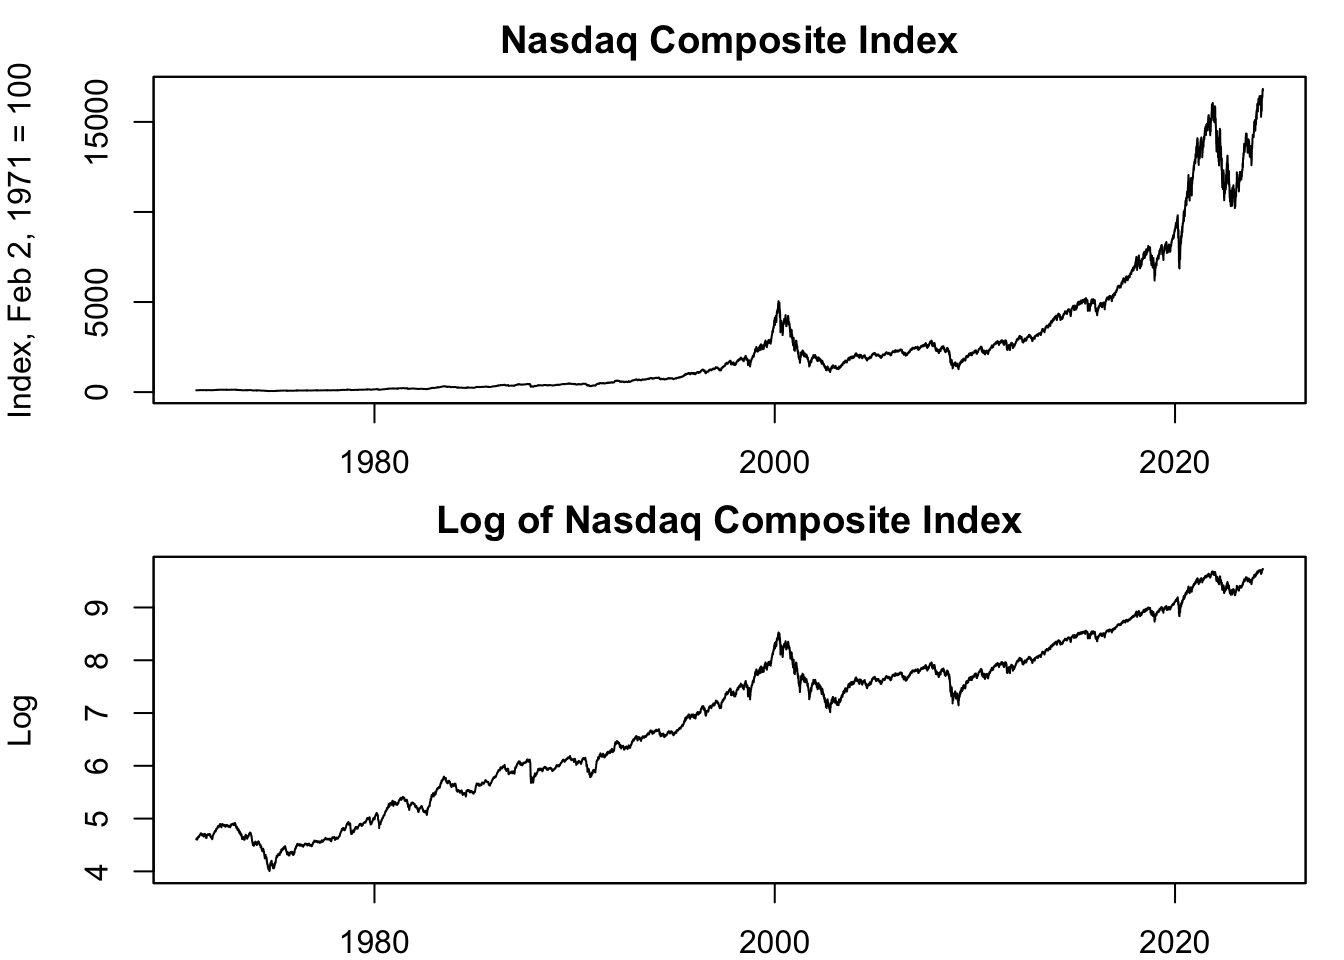 Nasdaq Composite Index
Index, Feb 2, 1971 = 100
15000
5000
0
1980 2000 2020
Log of Nasdaq Composite Index
Log
9
8
7
6
5
4
1980 2000 2020